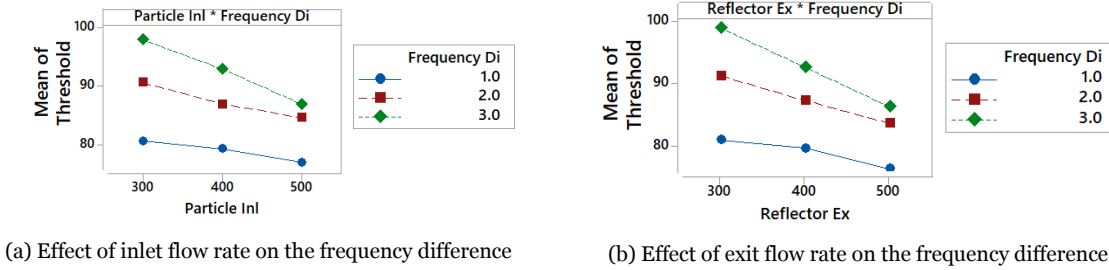 Particle Inl * Frequency Di
100
90
80
Mean of
Threshold
300 400 500
Particle Inl
Frequency Di
1.0
2.0
3.0
(a) Effect of inlet flow rate on the frequency difference
Reflector Ex * Frequency Di
100
90
80
Mean of
Threshold
300 400 500
Reflector Ex
Frequency Di
1.0
2.0
3.0
(b) Effect of exit flow rate on the frequency difference